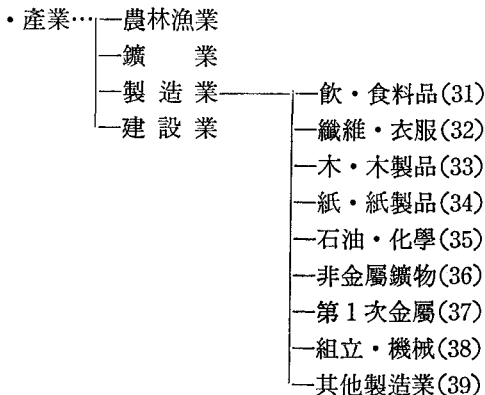 ・産業…農林漁業
鑛業
製造業
飮・食料品(31)
建設業
纖維・衣服(32)
木・木製品(33)
紙・紙製品(34)
石油・化學(35)
非金屬鑛物(36)
第1次金屬(37)
組立・機械(38)
其他製造業(39)